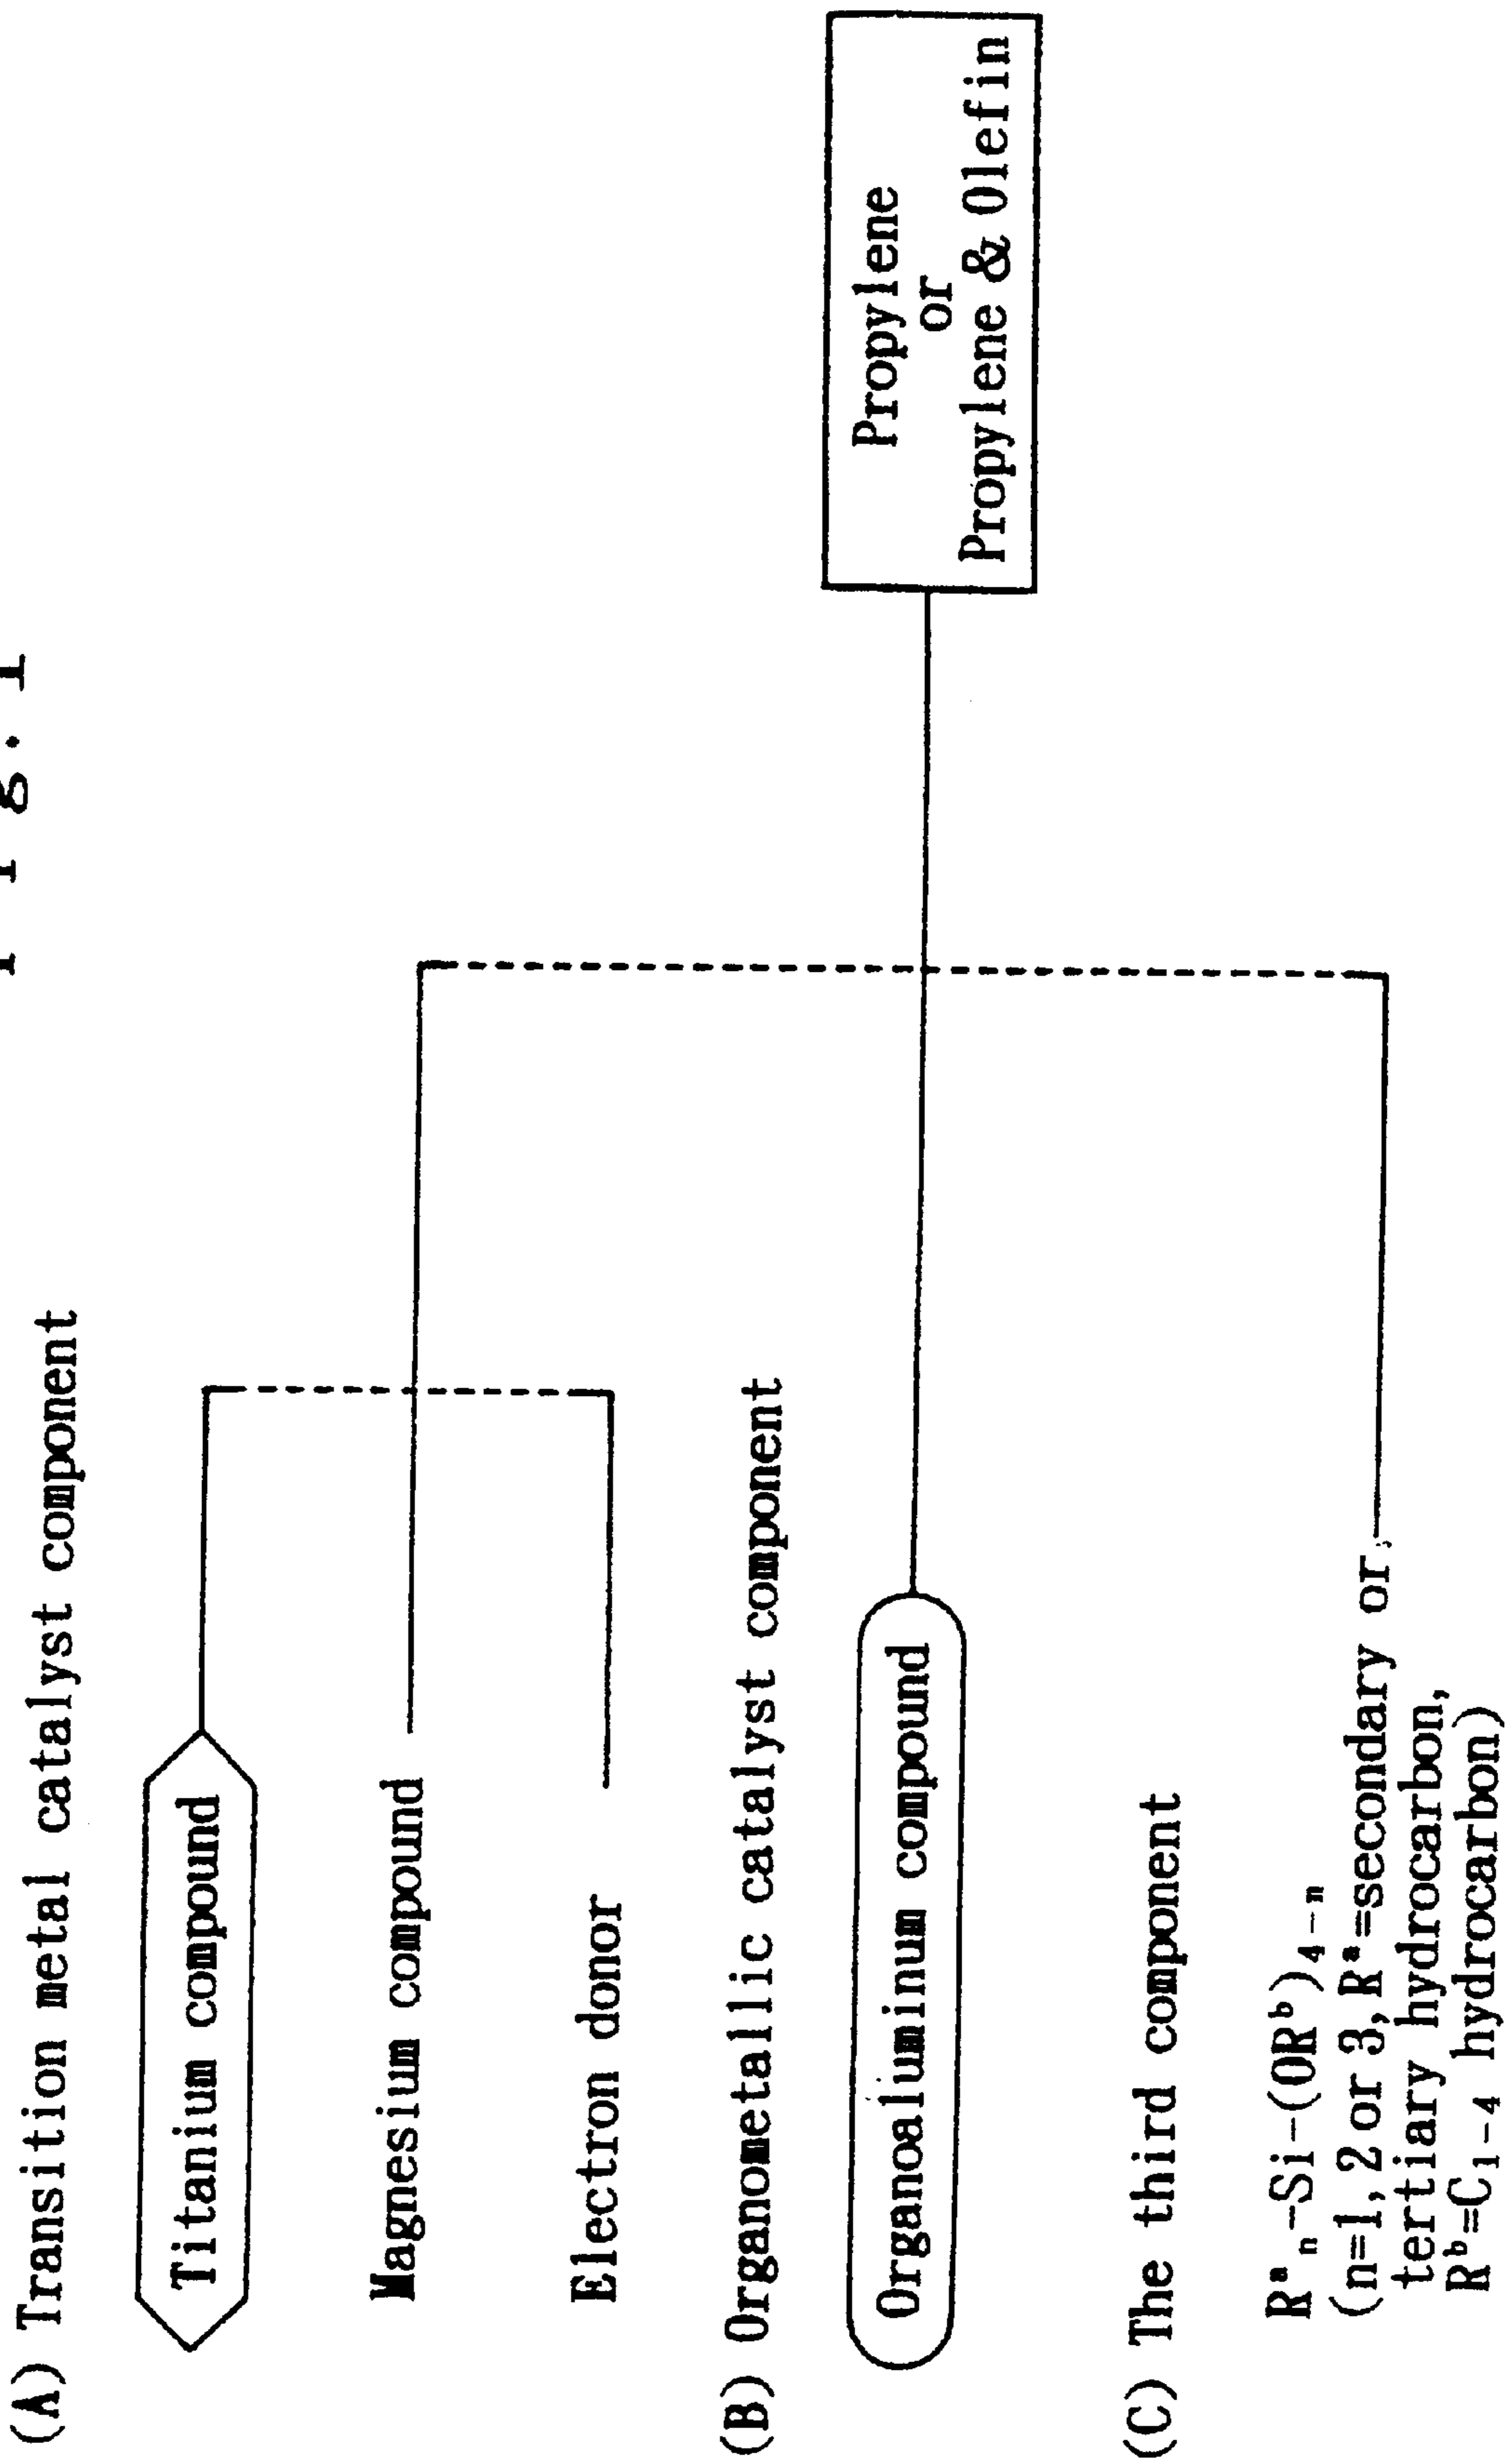 Fig. 1
(A) Transition metal catalyst component
Titanium compound
Magnesium compound
Electron donor
(B) Organometallic catalyst component
Organoaluminum compound
Propylene
or
Propylene & Olefin
(C) The third component
Rᵃₙ-Si-(ORᵇ)₄₋ₙ
(n=1, 2 or 3, Rᵃ=secondary or
tertiary hydrocarbon,
Rᵇ=C₁₋₄ hydrocarbon)